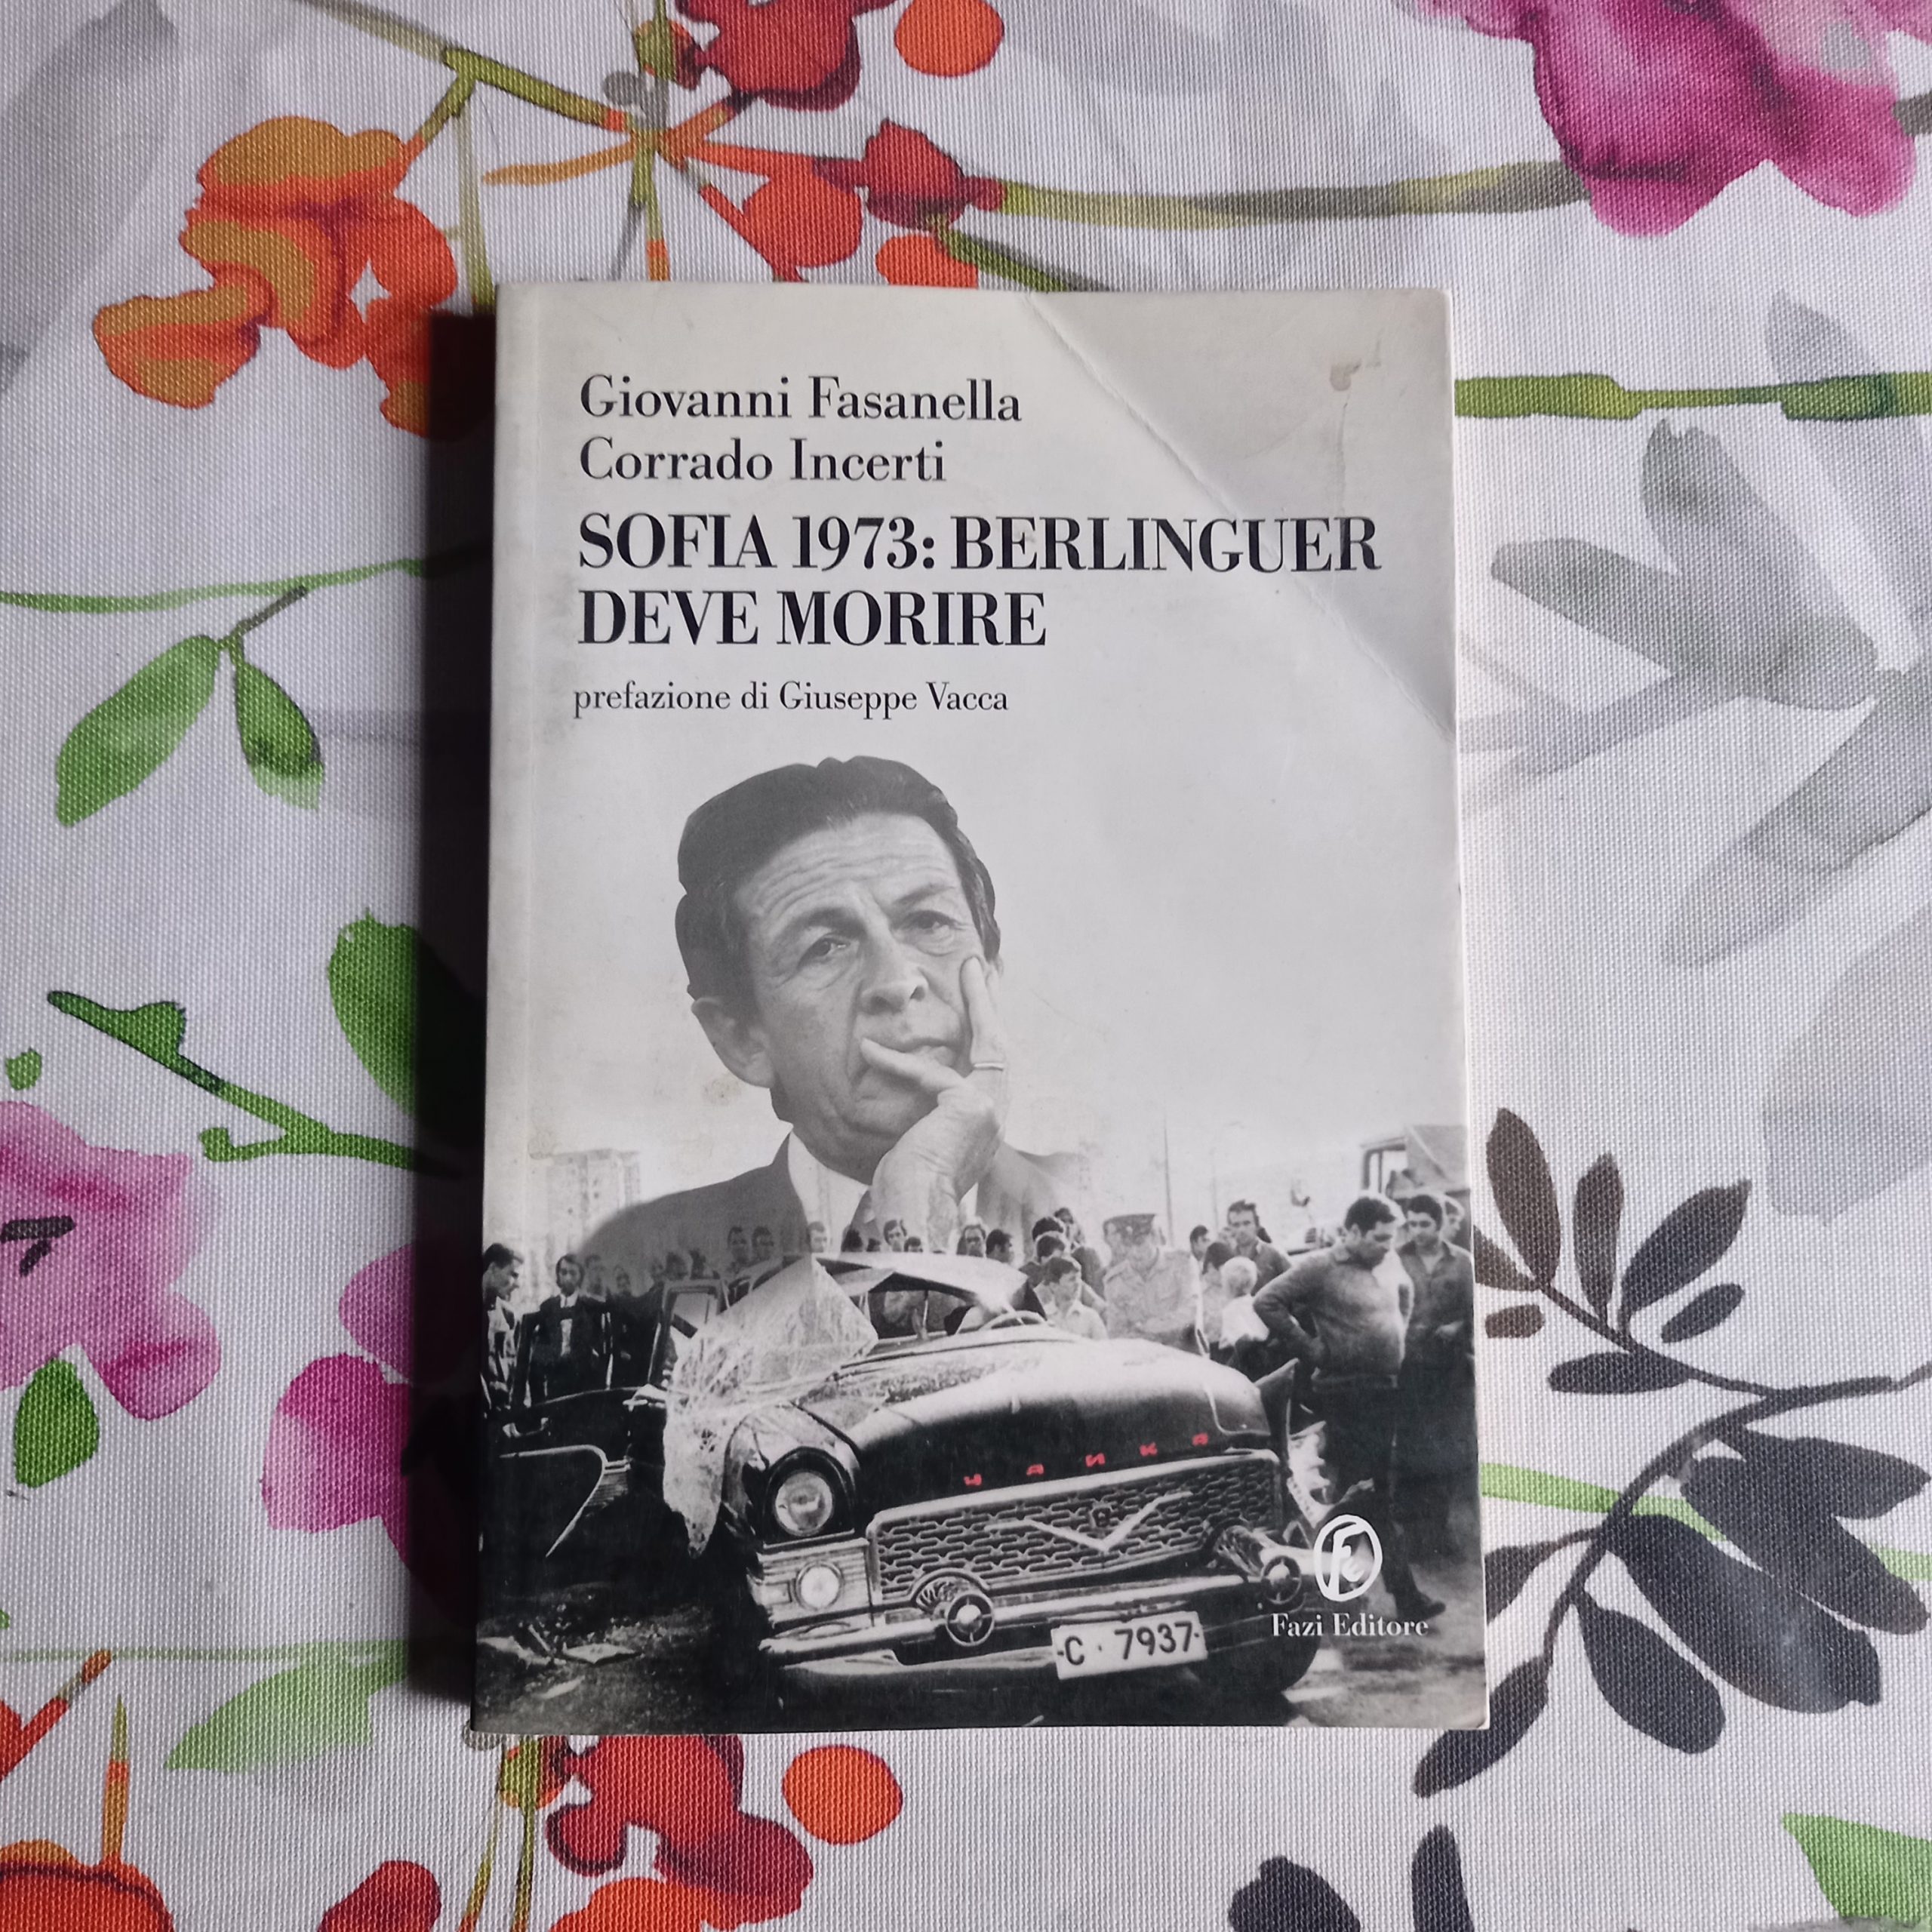 Giovanni Fasanella
Corrado Incerti
SOFIA 1973: BERLINGUER
DEVE MORIRE
prefazione di Giuseppe Vacca
ЧАЙКА
C · 7937
Fazi Editore